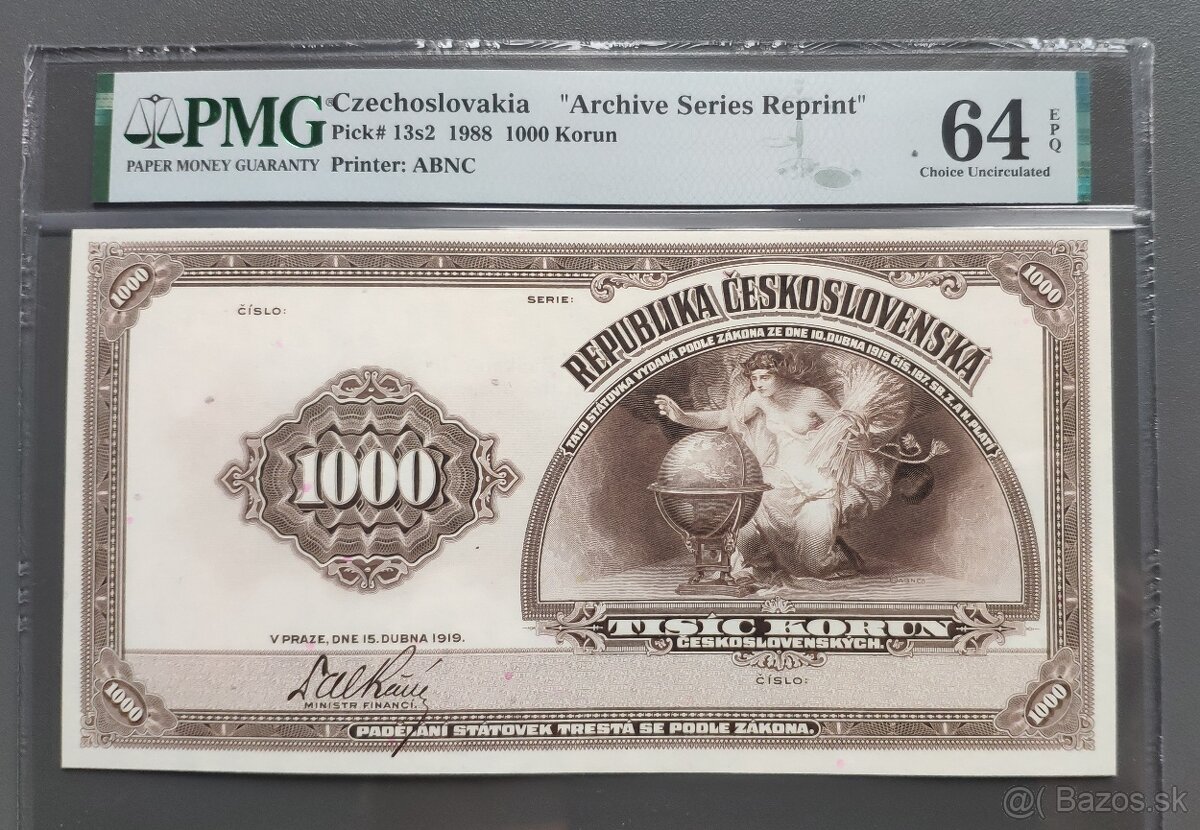 PMG®
PAPER MONEY GUARANTY
Czechoslovakia "Archive Series Reprint"
Pick# 13s2 1988 1000 Korun
Printer: ABNC
64
EPQ
Choice Uncirculated
1000
1000
ČÍSLO:
SERIE:
REPUBLIKA ČESKOSLOVENSKÁ
TATO STÁTOVKA VYDANÁ PODLE ZÁKONA ZE DNE 10. DUBNA 1919 ČÍS. 187. SB. Z. A N. PLATÍ
1000
TISÍC KORUN
ČESKOSLOVENSKÝCH.
V PRAZE, DNE 15. DUBNA 1919.
ČÍSLO:
MINISTR FINANCÍ.
1000
1000
PADĚLÁNÍ STÁTOVEK TRESTÁ SE PODLE ZÁKONA.
@( Bazos.sk